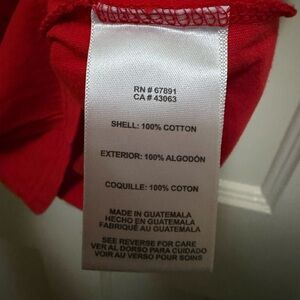 RN # 67891
CA # 43063
SHELL: 100% COTTON
EXTERIOR: 100% ALGODÓN
COQUILLE: 100% COTON
MADE IN GUATEMALA
HECHO EN GUATEMALA
FABRIQUÉ AU GUATEMALA
SEE REVERSE FOR CARE
VER AL DORSO PARA CUIDADO
VOIR AU VERSO POUR SOINS